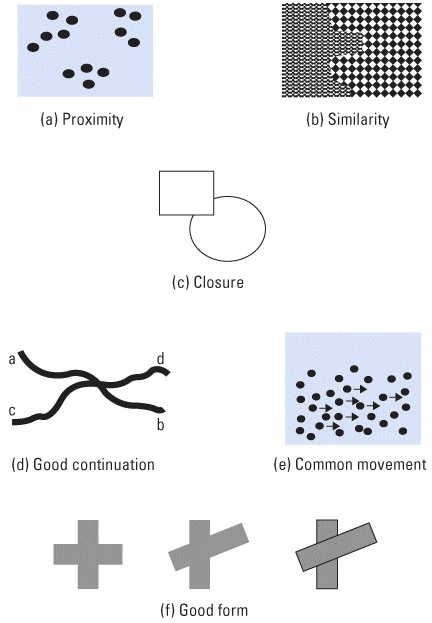 (a) Proximity
(b) Similarity
(c) Closure
a
d
c
b
(d) Good continuation
(e) Common movement
(f) Good form